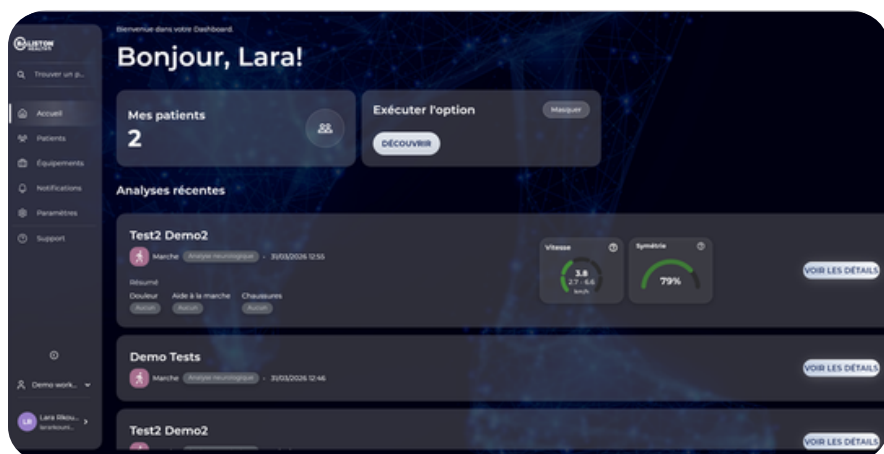 BALISTON
HEALTH
Trouver un p..
Accueil
Patients
Équipements
Notifications
Paramètres
Support
Demo work..
LR
Lara Rkou..
Bienvenue dans votre Dashboard.
Bonjour, Lara!
Mes patients
2
Exécuter l'option
Masquer
DÉCOUVRIR
Analyses récentes
Test2 Demo2
Marche Analyse neurologique - 31/03/2026 12:55
Résumé
Douleur Aide à la marche Chaussures
Aucun Aucun Aucun
Vitesse
3.8
2.7 - 6.6
km/h
Symétrie
79%
VOIR LES DÉTAILS
Demo Tests
Marche Analyse neurologique - 31/03/2026 12:46
VOIR LES DÉTAILS
Test2 Demo2
VOIR LES DÉTAILS